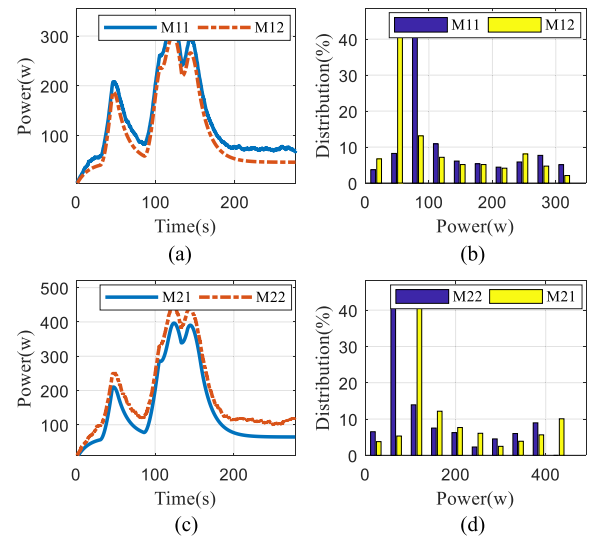 M11 M12
300
200
100
0 100 200
Power(w)
Time(s)
(a)
M11 M12
40
30
20
10
0
0 100 200 300
Distribution(%)
Power(w)
(b)
M21 M22
500
400
300
200
100
0 100 200
Power(w)
Time(s)
(c)
M22 M21
40
30
20
10
0
0 200 400
Distribution(%)
Power(w)
(d)